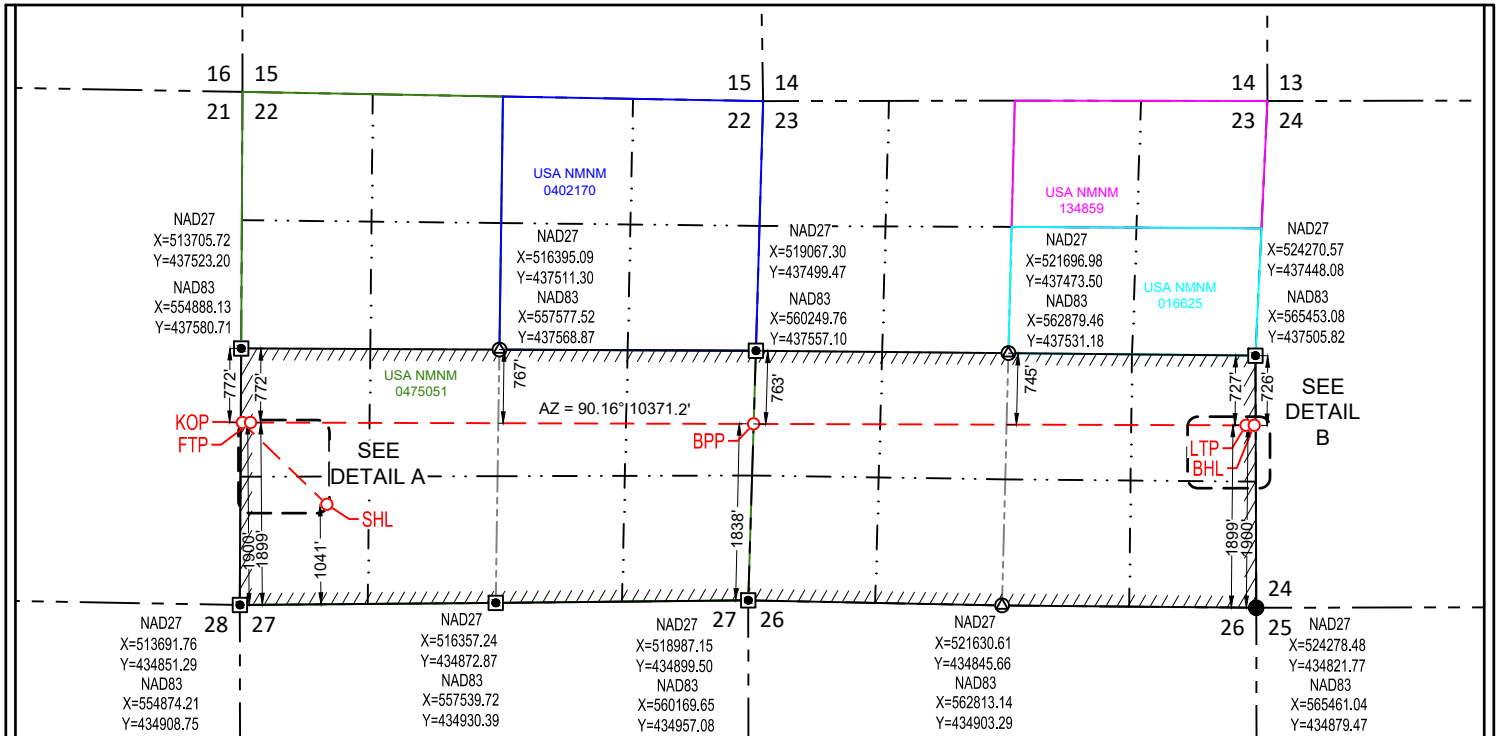 16 15
21 22
15 14
22 23
14 13
23 24
USA NMNM
0402170
USA NMNM
134859
NAD27
X=513705.72
Y=437523.20
NAD83
X=554888.13
Y=437580.71
NAD27
X=516395.09
Y=437511.30
NAD83
X=557577.52
Y=437568.87
NAD27
X=519067.30
Y=437499.47
NAD83
X=560249.76
Y=437557.10
NAD27
X=521696.98
Y=437473.50
NAD83
X=562879.46
Y=437531.18
USA NMNM
016625
NAD27
X=524270.57
Y=437448.08
NAD83
X=565453.08
Y=437505.82
772'
772'
USA NMNM
0475051
767'
763'
745'
727'
726'
SEE
DETAIL
B
KOP
FTP
AZ = 90.16° 10371.2'
BPP
SEE
DETAIL A
LTP
BHL
SHL
1900'
1899'
1041'
1838'
1899'
1900'
28 27
27 26
24
26 25
NAD27
X=513691.76
Y=434851.29
NAD83
X=554874.21
Y=434908.75
NAD27
X=516357.24
Y=434872.87
NAD83
X=557539.72
Y=434930.39
NAD27
X=518987.15
Y=434899.50
NAD83
X=560169.65
Y=434957.08
NAD27
X=521630.61
Y=434845.66
NAD83
X=562813.14
Y=434903.29
NAD27
X=524278.48
Y=434821.77
NAD83
X=565461.04
Y=434879.47